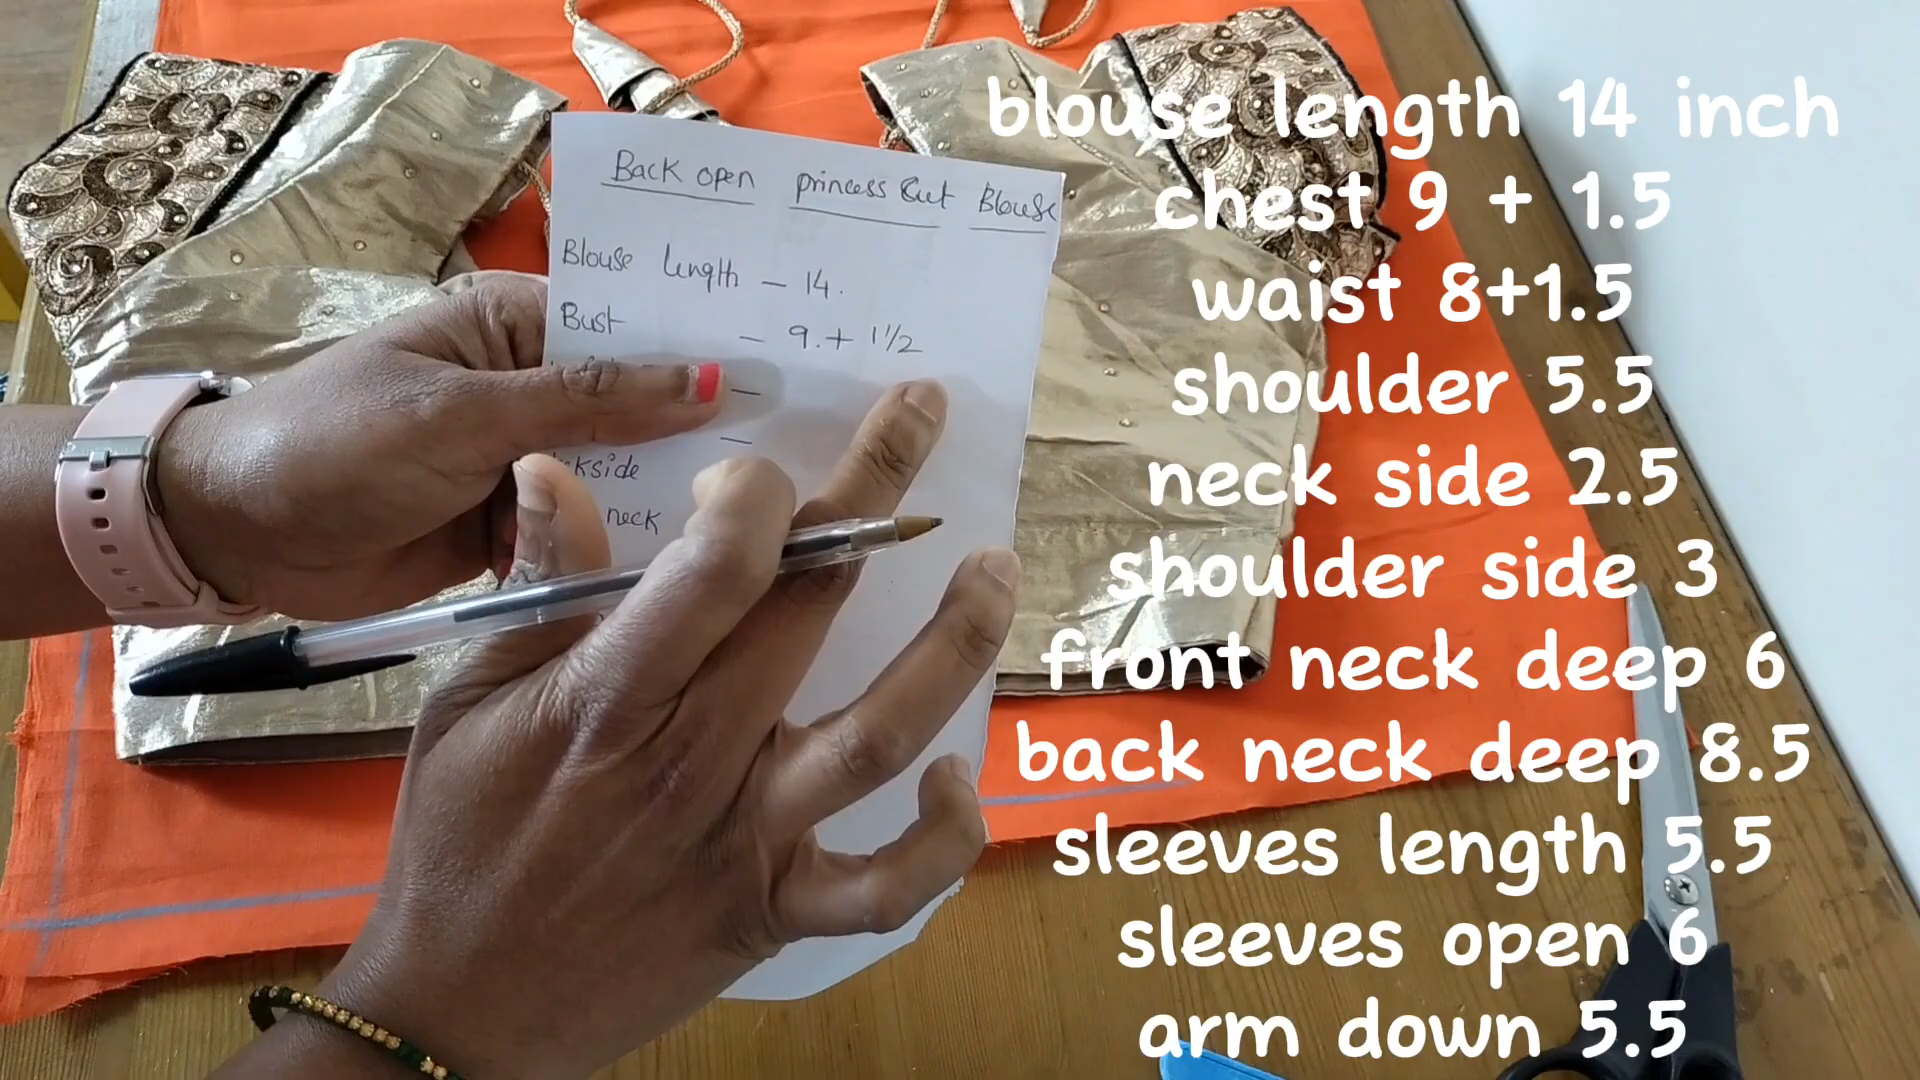 Back open princess Cut Blouse
Blouse length - 14.
Bust - 9. + 1 1/2
-
-
neck
blouse length 14 inch
chest 9 + 1.5
waist 8+1.5
shoulder 5.5
neck side 2.5
shoulder side 3
front neck deep 6
back neck deep 8.5
sleeves length 5.5
sleeves open 6
arm down 5.5